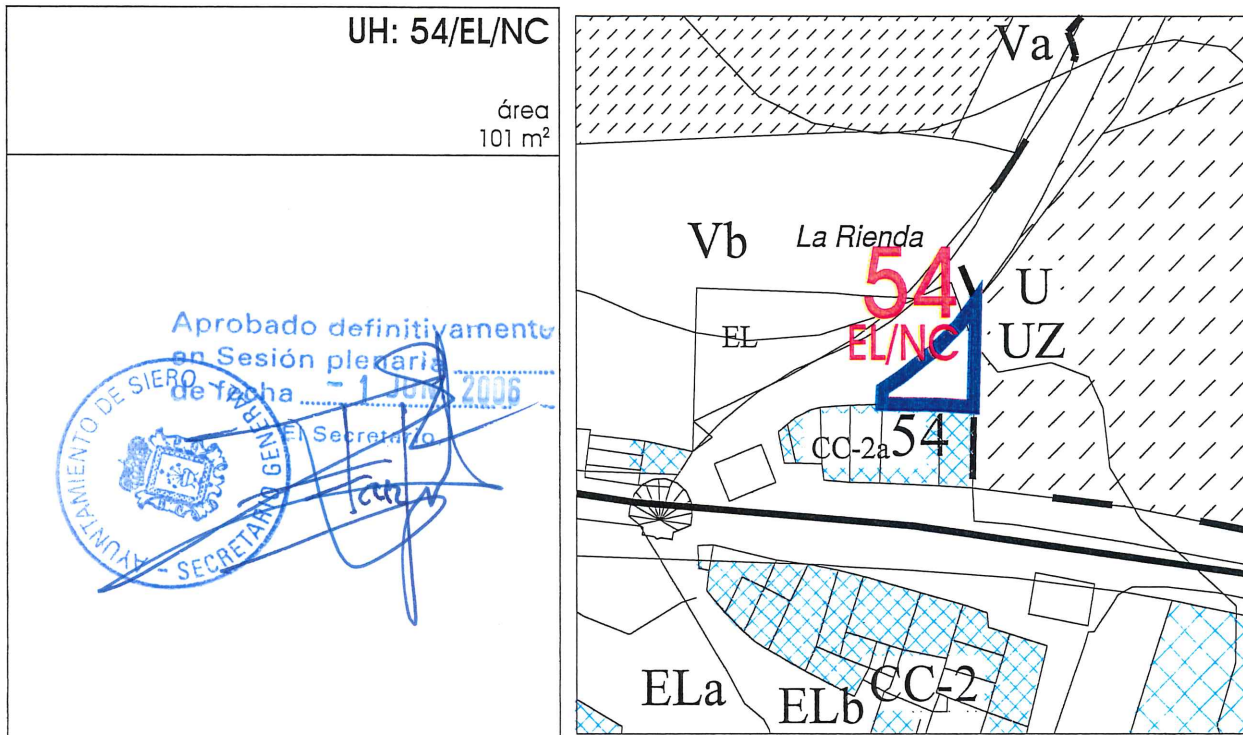 UH: 54/EL/NC
área
101 m²
Aprobado definitivamente
en Sesión plenaria
de fecha - 1 JUN. 2006
El Secretario
AYUNTAMIENTO DE SIERO
- SECRETARIO GENERAL -
Va
Vb
La Rienda
54
EL/NC
U
UZ
EL
CC-2a
54
ELa
ELb
CC-2